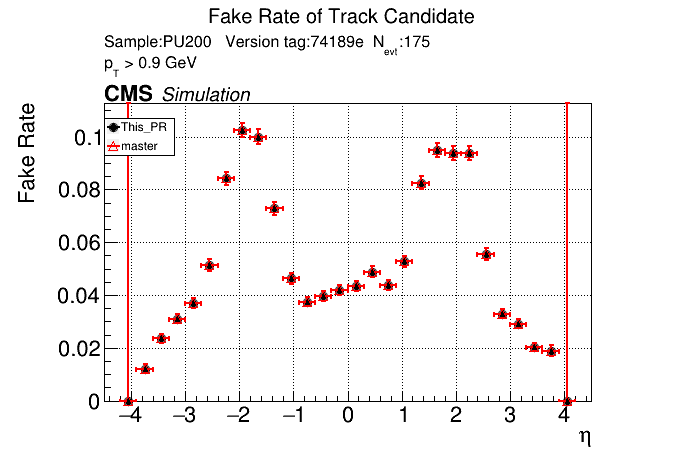 Fake Rate of Track Candidate
Sample:PU200 Version tag:74189e N_evt:175
p_T > 0.9 GeV
CMS Simulation
Fake Rate
This_PR
master
0.1
0.08
0.06
0.04
0.02
0
−4 −3 −2 −1 0 1 2 3 4
η